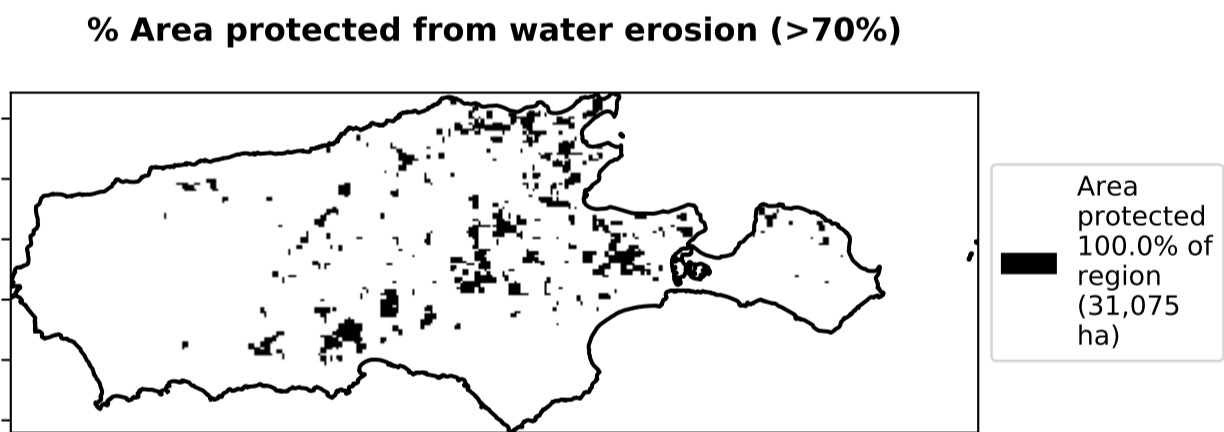 % Area protected from water erosion (>70%)
Area
protected
100.0% of
region
(31,075
ha)